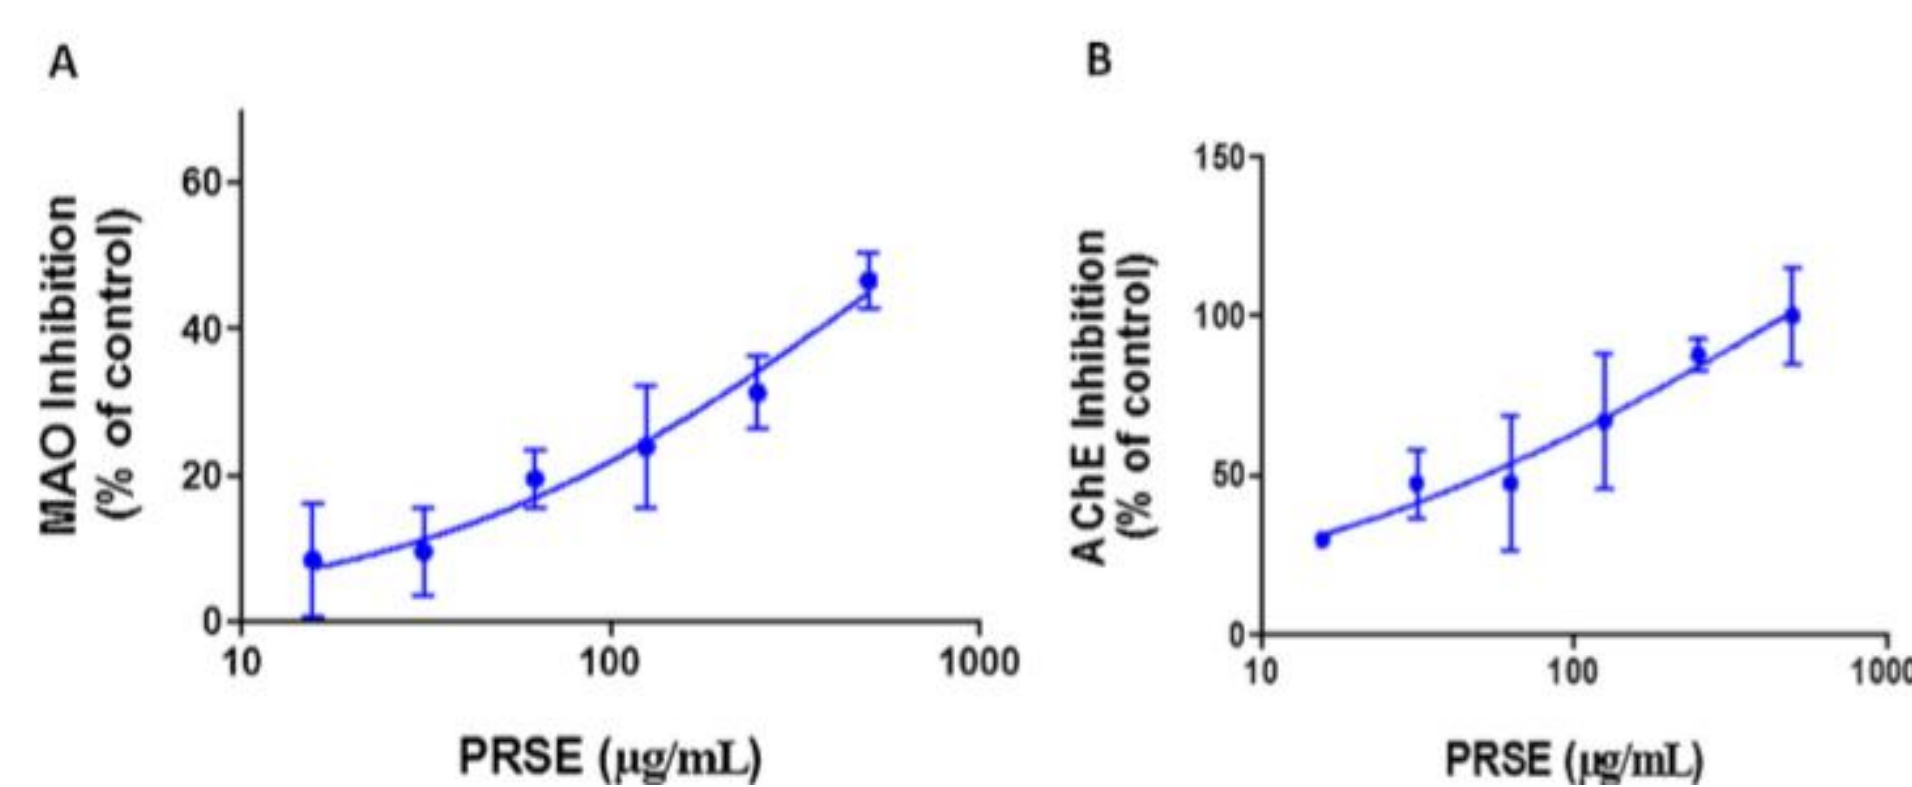 A
MAO Inhibition
(% of control)
60
40
20
0
10 100 1000
PRSE (µg/mL)
B
AChE Inhibition
(% of control)
150
100
50
0
10 100 1000
PRSE (µg/mL)